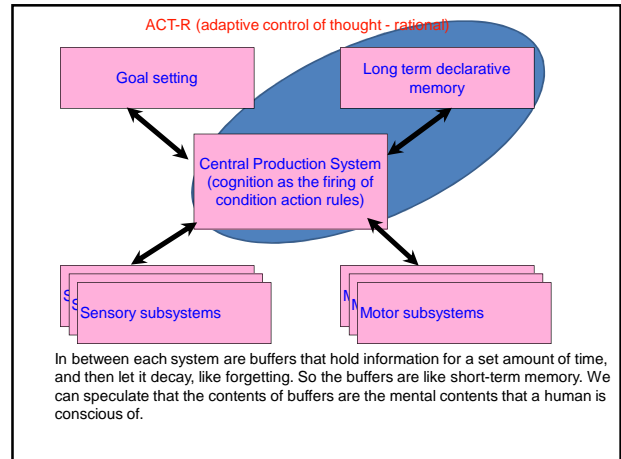 ACT-R (adaptive control of thought - rational)
Goal setting
Long term declarative
memory
Central Production System
(cognition as the firing of
condition action rules)
S
S
Sensory subsystems
M
M
Motor subsystems
In between each system are buffers that hold information for a set amount of time,
and then let it decay, like forgetting. So the buffers are like short-term memory. We
can speculate that the contents of buffers are the mental contents that a human is
conscious of.